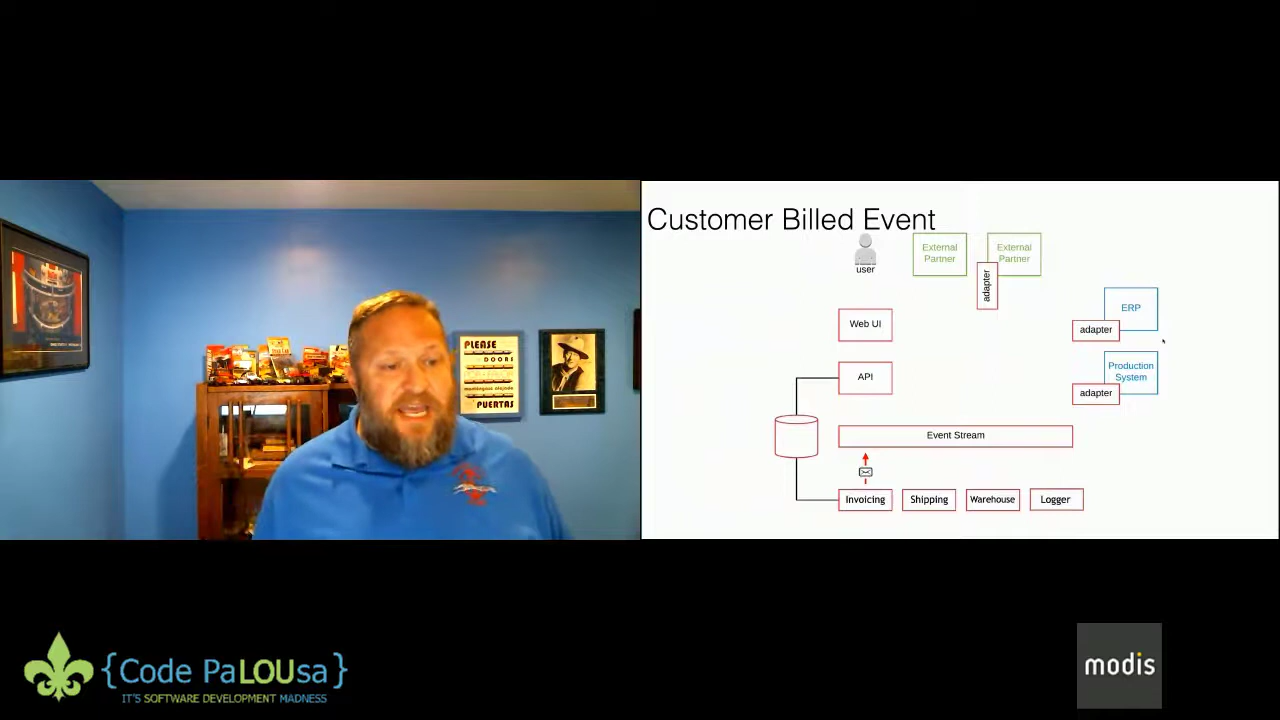 Customer Billed Event
user
External
Partner
External
Partner
adapter
ERP
adapter
Web UI
Production
System
adapter
API
Event Stream
Invoicing
Shipping
Warehouse
Logger
PLEASE
DOORS
PUERTAS
{Code PaLOUsa}
IT'S SOFTWARE DEVELOPMENT MADNESS
modis